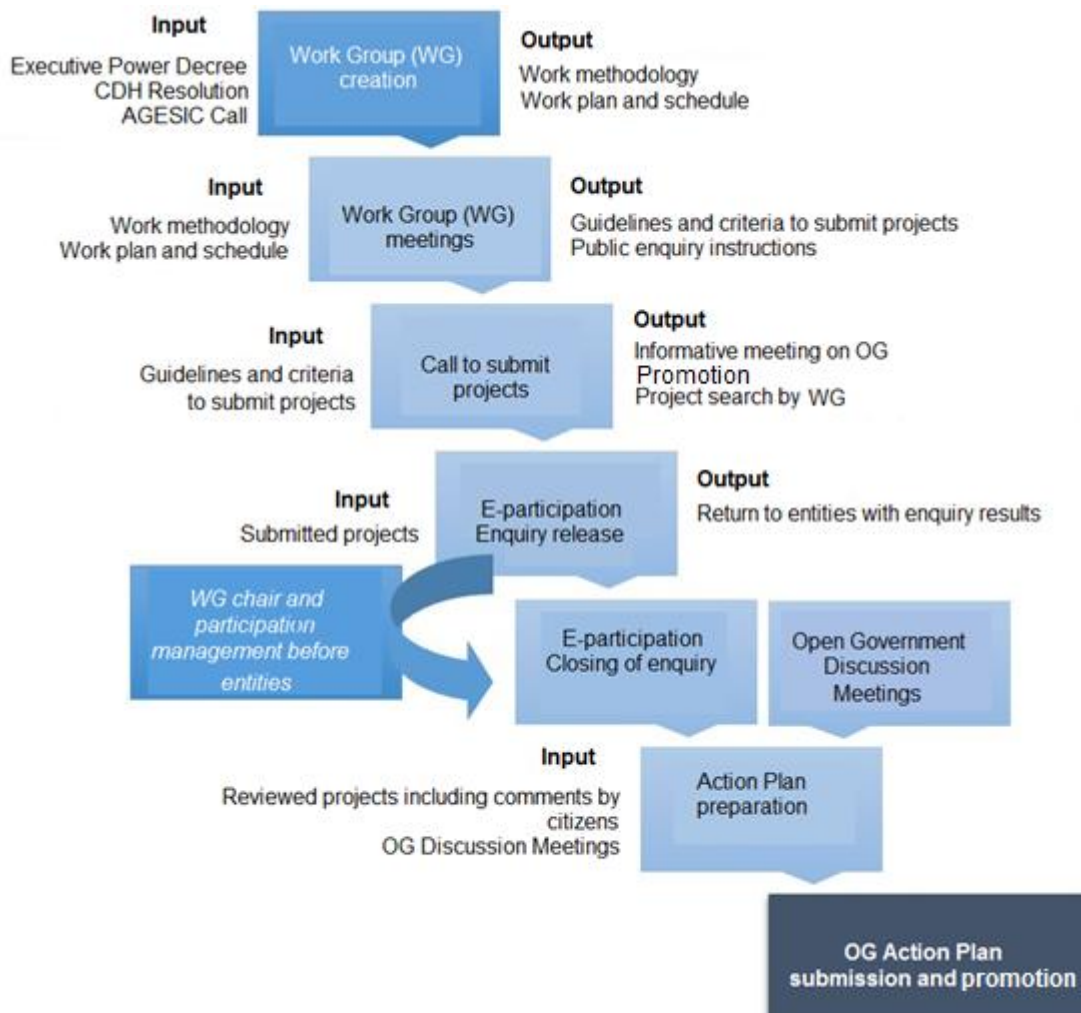 Input
Executive Power Decree
CDH Resolution
AGESIC Call
Work Group (WG)
creation
Output
Work methodology
Work plan and schedule
Input
Work methodology
Work plan and schedule
Work Group (WG)
meetings
Output
Guidelines and criteria to submit projects
Public enquiry instructions
Input
Guidelines and criteria
to submit projects
Call to submit
projects
Output
Informative meeting on OG
Promotion
Project search by WG
Input
Submitted projects
E-participation
Enquiry release
Output
Return to entities with enquiry results
WG chair and
participation
management before
entities
E-participation
Closing of enquiry
Open Government
Discussion
Meetings
Input
Reviewed projects including comments by
citizens
OG Discussion Meetings
Action Plan
preparation
OG Action Plan
submission and promotion